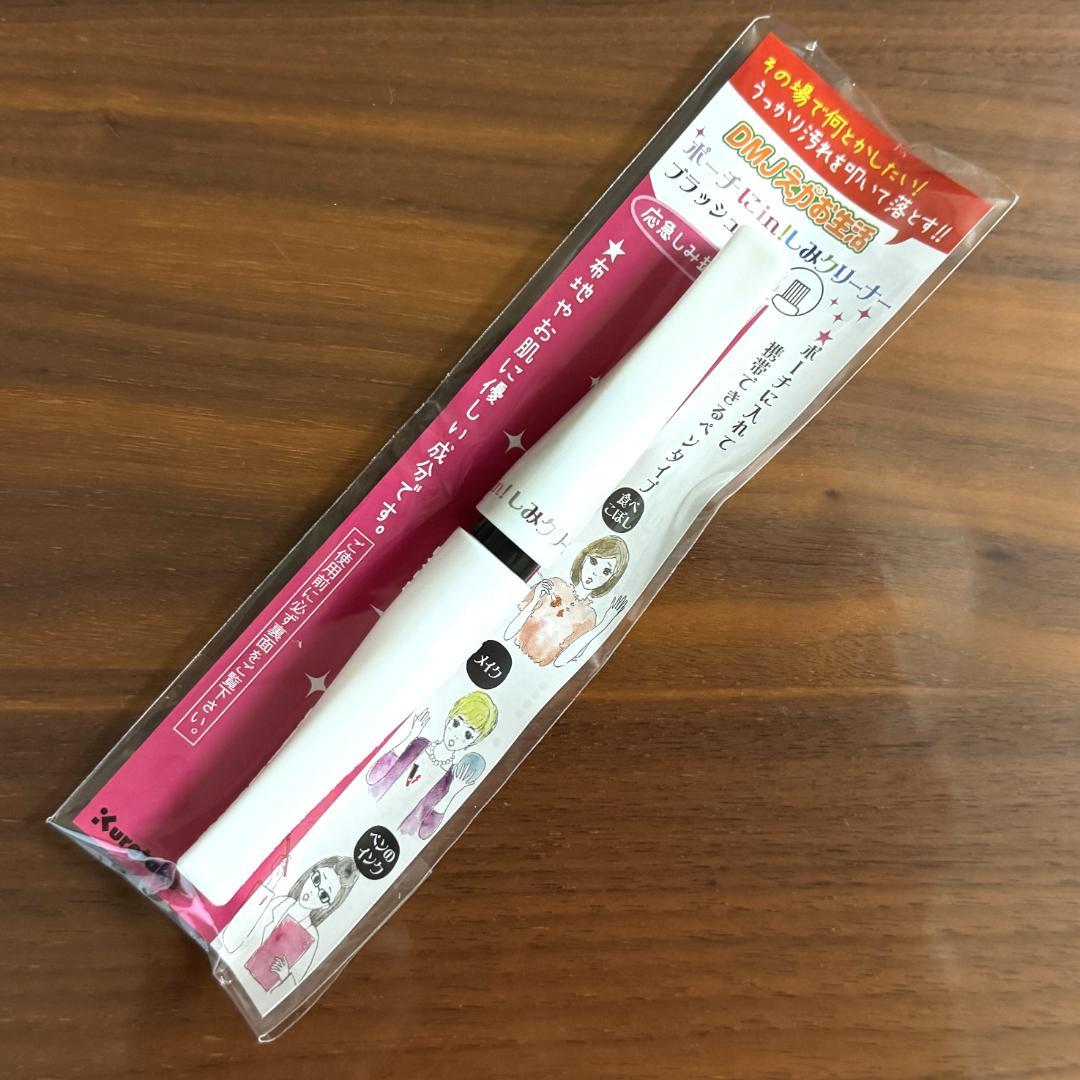 その場で何とかしたい!
うっかり汚れを叩いて落とす!!
DMJえがお生活
ポーチにin!しみクリーナー
ブラッシュ
応急しみ
★ポーチに入れて
携帯できるペンタイプ
★布地やお肌に優しい成分です。
ご使用前に必ず裏面をご覧下さい。
in!しみクリ
食べ
こぼし
メイク
ペンの
インク
Kure